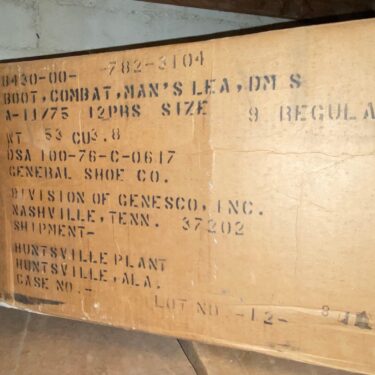 8430-00- -782-3104
BOOT, COMBAT, MAN'S LEA, DM S
A-11/75 12PRS SIZE 9 REGULA
WT 53 CU 3.8
DSA 100-76-C-0617
GENERAL SHOE CO.
DIVISION OF GENESCO, INC.
NASHVILLE, TENN. 37202
SHIPMENT-
HUNTSVILLE PLANT
HUNTSVILLE, ALA.
CASE NO.-
LOT NO. -12-